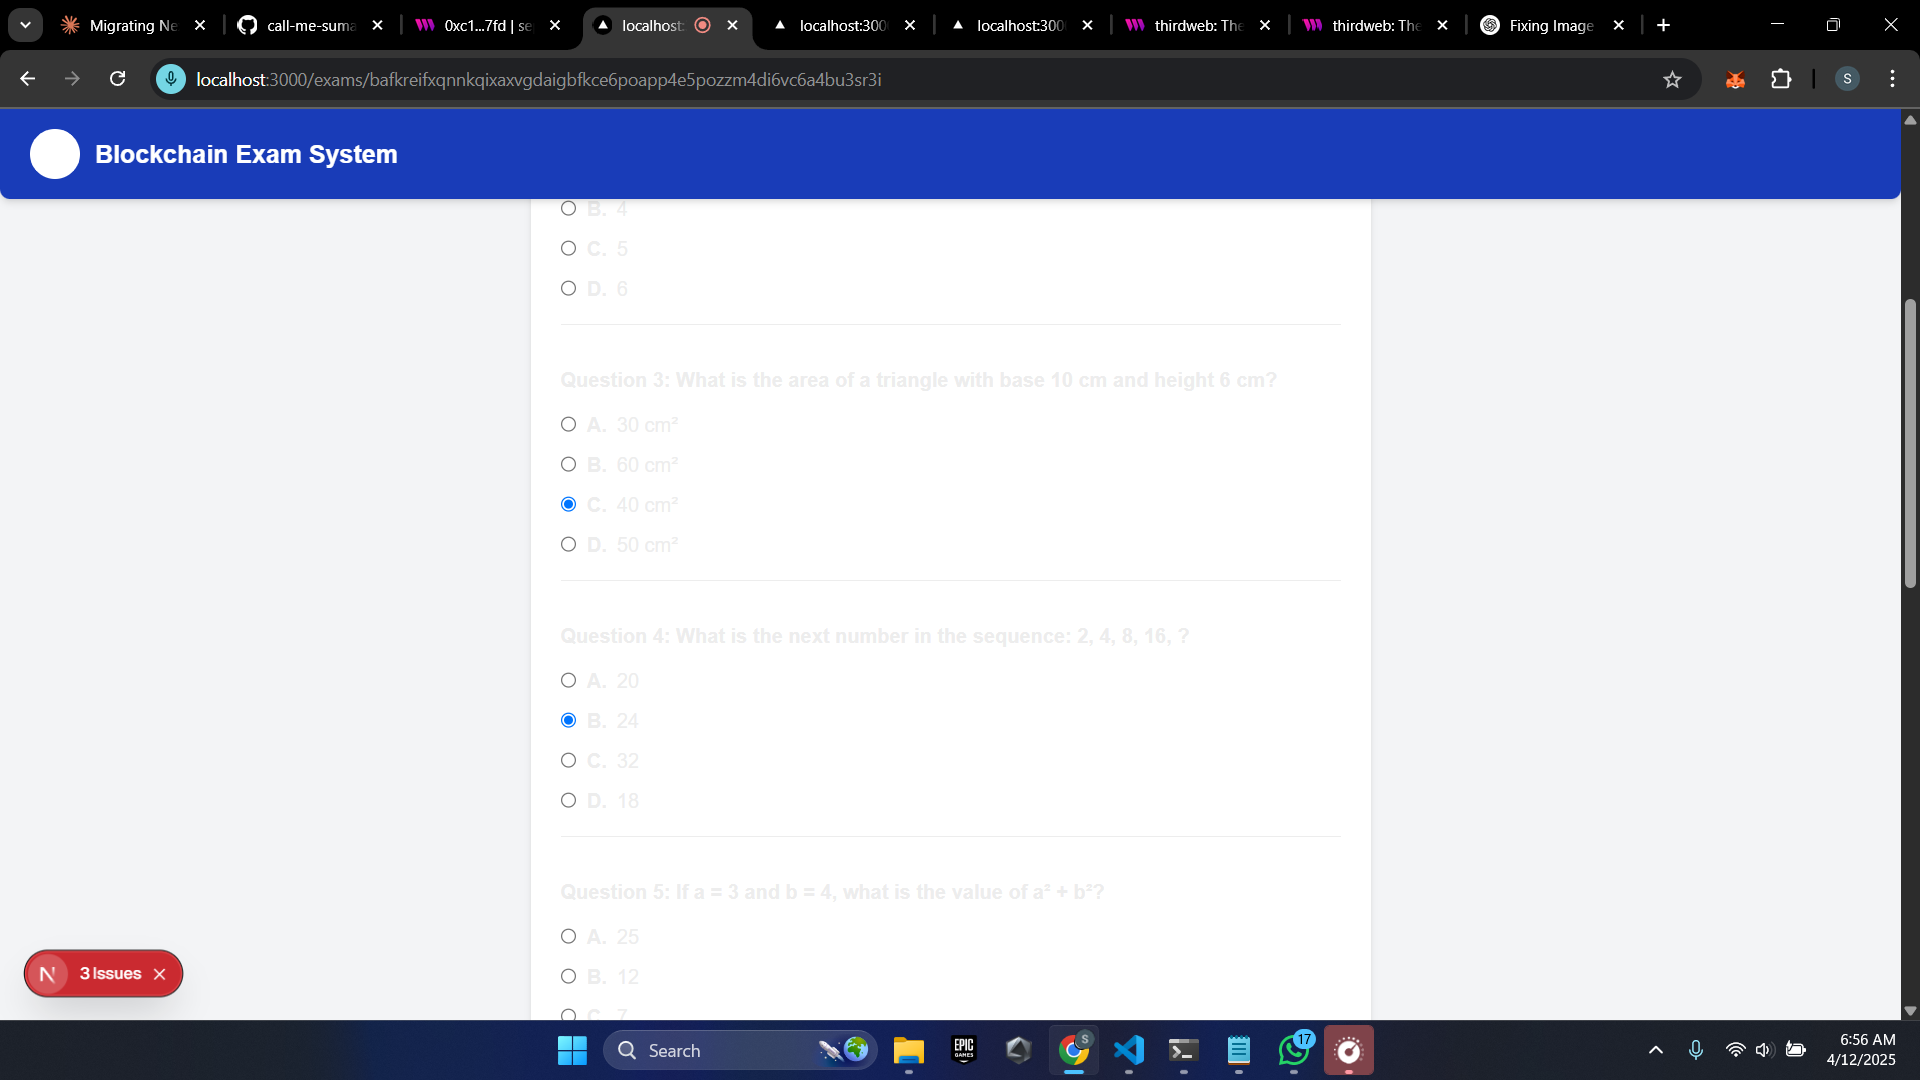 Migrating Ne
call-me-suma
0xc1...7fd | se
localhost:
localhost:300
localhost:300
thirdweb: The
thirdweb: The
Fixing Image
localhost:3000/exams/bafkreifxqnnkqixaxvgdaigbfkce6poapp4e5pozzm4di6vc6a4bu3sr3i
S
Blockchain Exam System
B. 4
C. 5
D. 6
Question 3: What is the area of a triangle with base 10 cm and height 6 cm?
A. 30 cm²
B. 60 cm²
C. 40 cm²
D. 50 cm²
Question 4: What is the next number in the sequence: 2, 4, 8, 16, ?
A. 20
B. 24
C. 32
D. 18
Question 5: If a = 3 and b = 4, what is the value of a² + b²?
A. 25
B. 12
C. 7
N 3 Issues
Search
EPIC GAMES
S
17
6:56 AM
4/12/2025